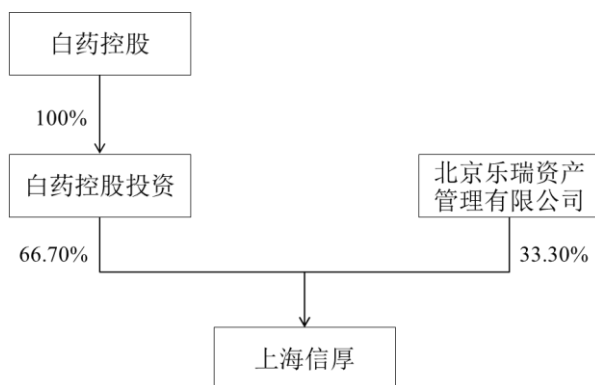 白药控股
100%
白药控股投资
北京乐瑞资产
管理有限公司
66.70%
33.30%
上海信厚